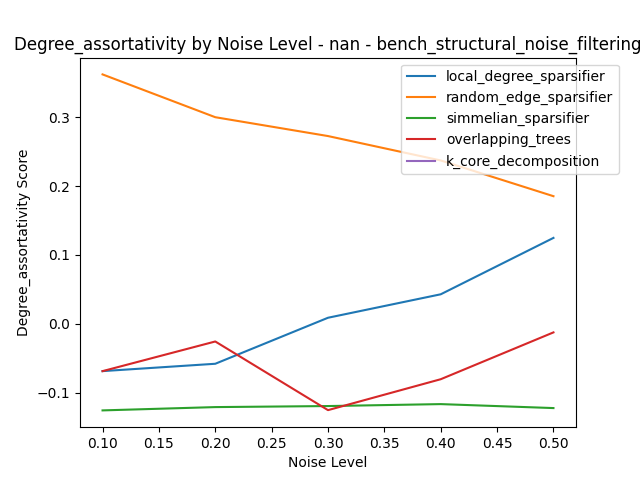 Degree_assortativity by Noise Level - nan - bench_structural_noise_filtering
local_degree_sparsifier
random_edge_sparsifier
simmelian_sparsifier
overlapping_trees
k_core_decomposition
Degree_assortativity Score
0.3
0.2
0.1
0.0
−0.1
0.10 0.15 0.20 0.25 0.30 0.35 0.40 0.45 0.50
Noise Level